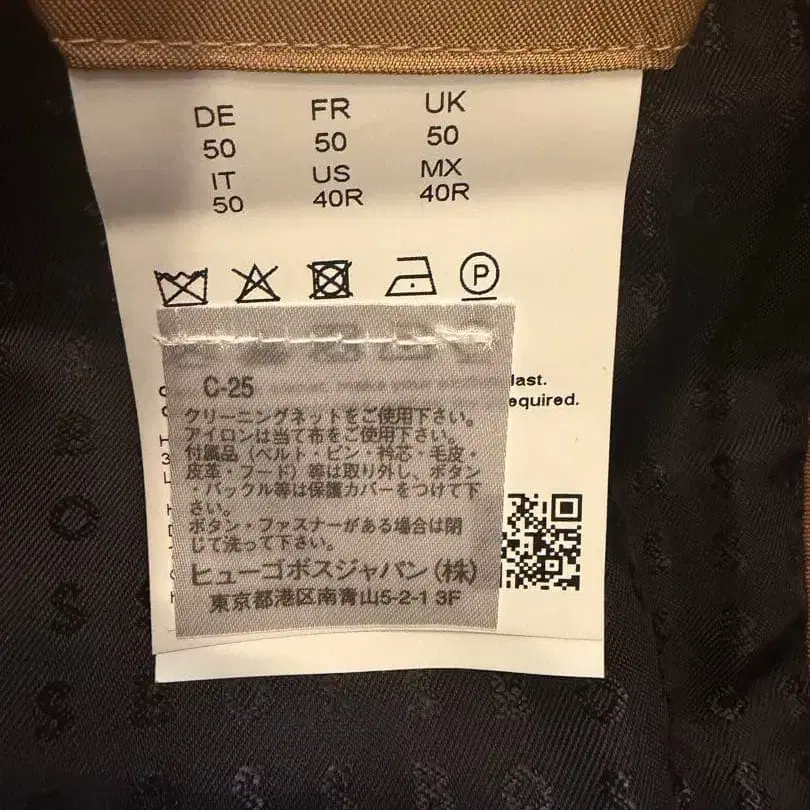 DE FR UK
50 50 50
IT US MX
50 40R 40R
P
last.
equired.
C-25
クリーニングネットをご使用下さい。
アイロンは当て布をご使用下さい。
付属品（ベルト・ピン・衿芯・毛皮・
皮革・フード）等は取り外し、ボタン
・バックル等は保護カバーをつけて下
さい。
ボタン・ファスナーがある場合は閉
じて洗って下さい。
ヒューゴボスジャパン(株)
東京都港区南青山5-2-1 3F